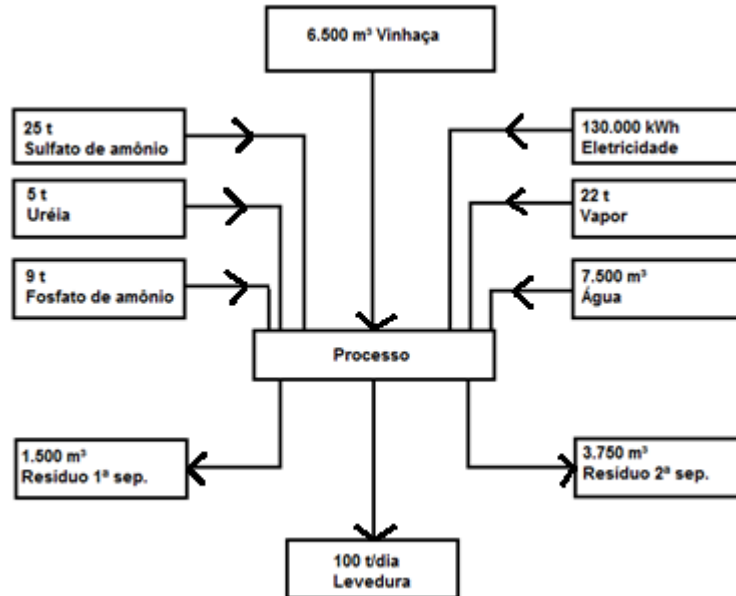 6.500 m³ Vinhaça
25 t
Sulfato de amônio
130.000 kWh
Eletricidade
5 t
Uréia
22 t
Vapor
9 t
Fosfato de amônio
7.500 m³
Água
Processo
1.500 m³
Resíduo 1ª sep.
3.750 m³
Resíduo 2ª sep.
100 t/dia
Levedura